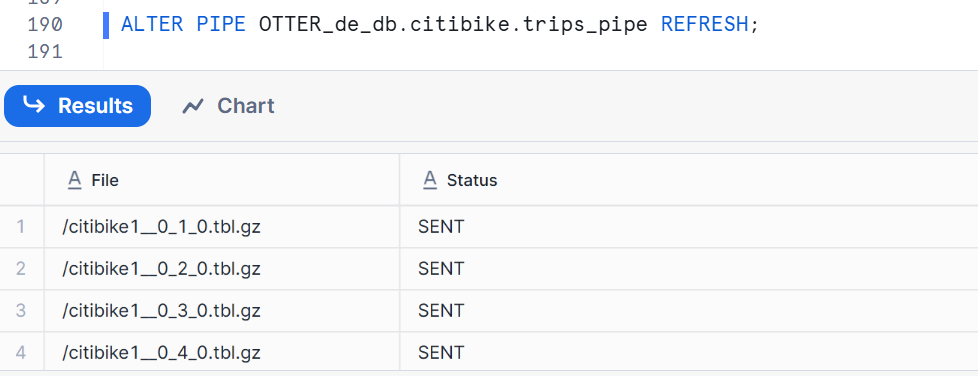 189
190 ALTER PIPE OTTER_de_db.citibike.trips_pipe REFRESH;
191
Results Chart
A File A Status
1 /citibike1__0_1_0.tbl.gz SENT
2 /citibike1__0_2_0.tbl.gz SENT
3 /citibike1__0_3_0.tbl.gz SENT
4 /citibike1__0_4_0.tbl.gz SENT